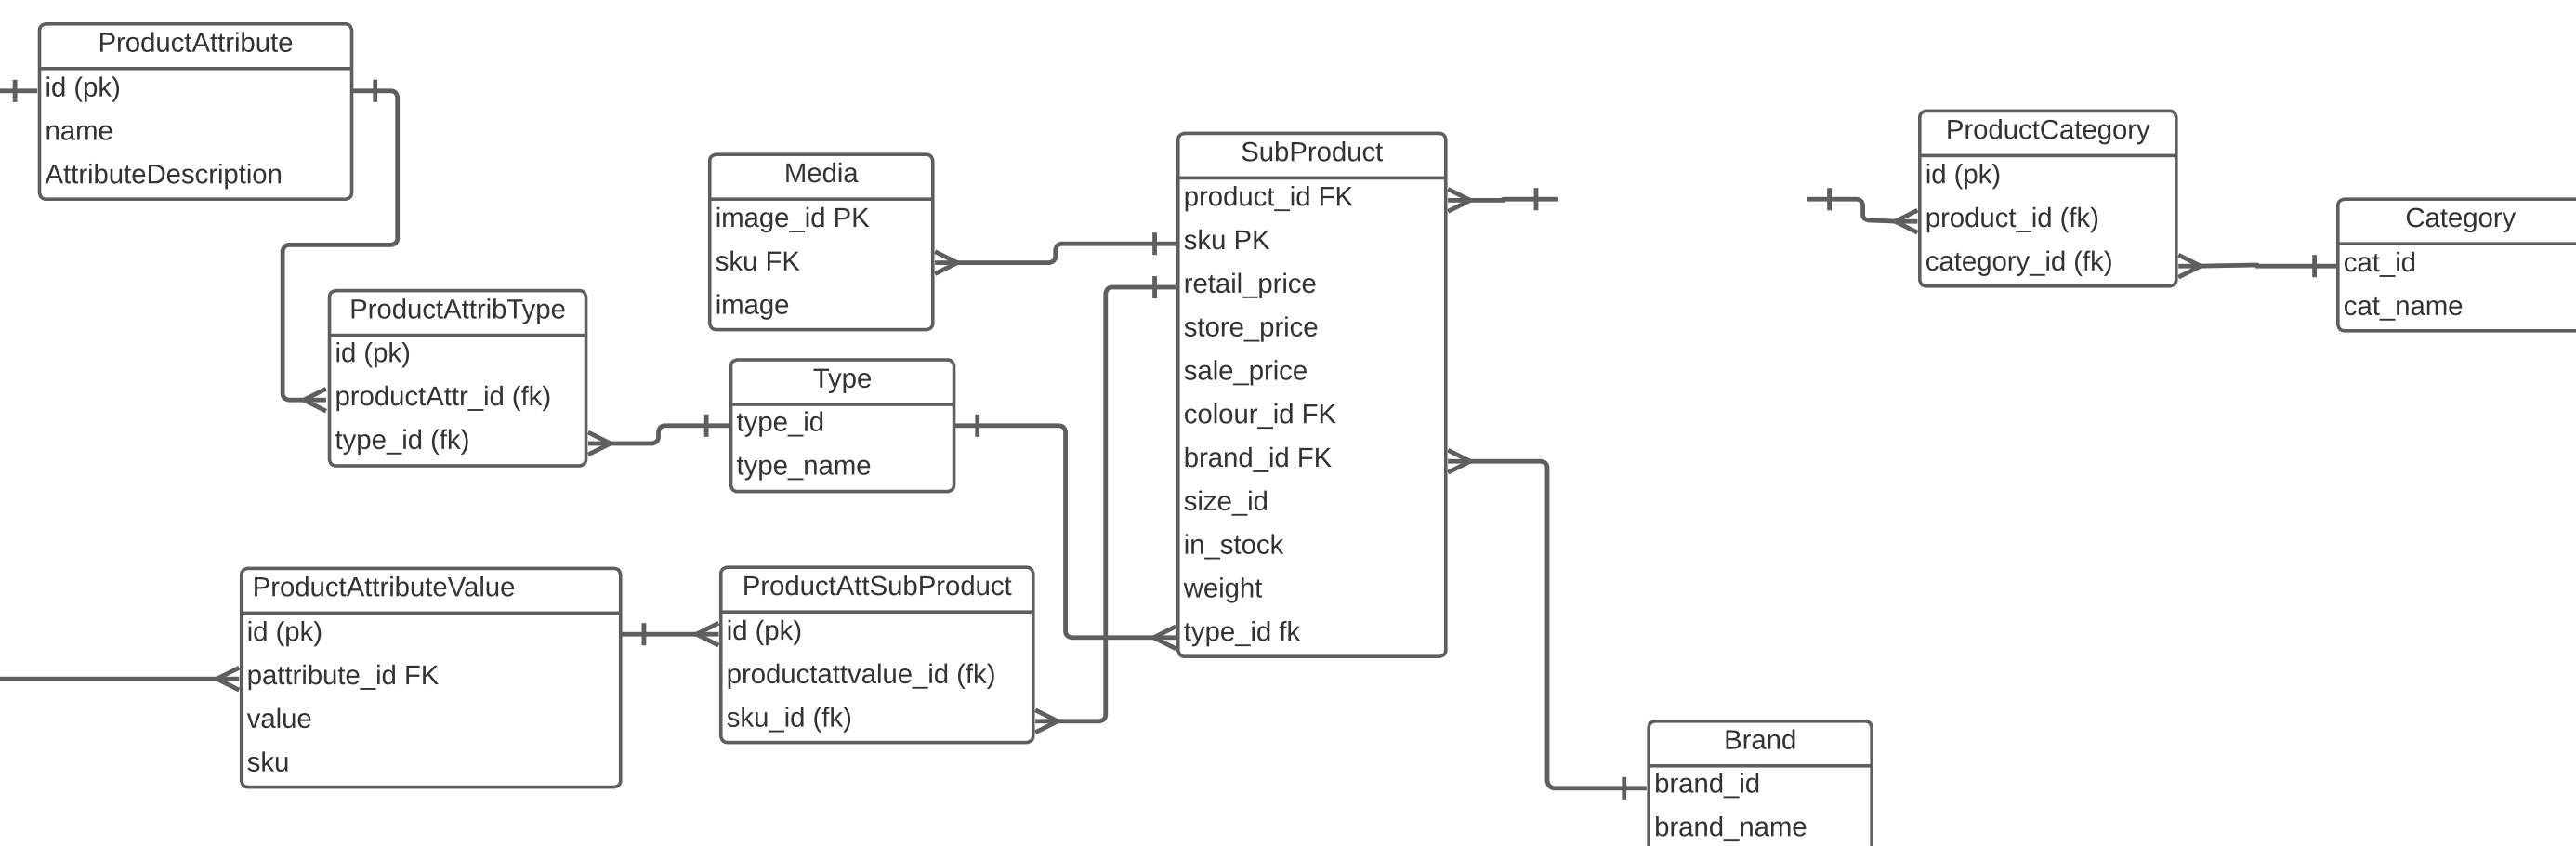 ProductAttribute
id (pk)
name
AttributeDescription
ProductAttribType
id (pk)
productAttr_id (fk)
type_id (fk)
Media
image_id PK
sku FK
image
Type
type_id
type_name
ProductAttributeValue
id (pk)
pattribute_id FK
value
sku
ProductAttSubProduct
id (pk)
productattvalue_id (fk)
sku_id (fk)
SubProduct
product_id FK
sku PK
retail_price
store_price
sale_price
colour_id FK
brand_id FK
size_id
in_stock
weight
type_id fk
ProductCategory
id (pk)
product_id (fk)
category_id (fk)
Category
cat_id
cat_name
Brand
brand_id
brand_name